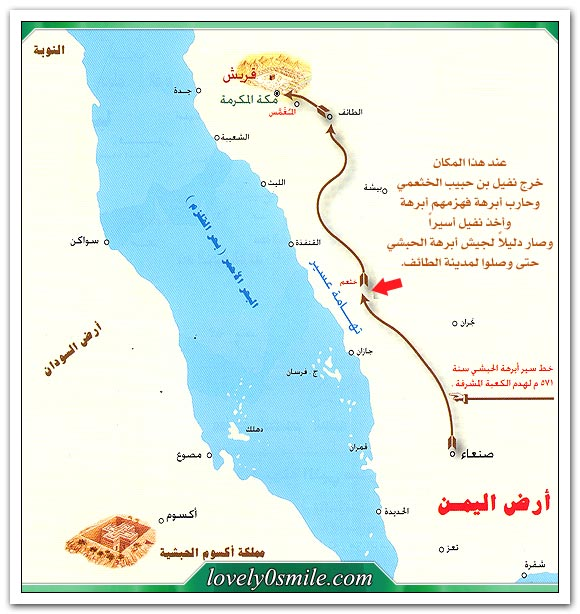 النوبة
قريش
جدة
مكة المكرمة
المُغمَّس
الطائف
الشعيبة
عند هذا المكان
خرج نفيل بن حبيب الخثعمي
وحارب أبرهة فهزمهم أبرهة
وأخذ نفيل أسيراً
وصار دليلاً لجيش أبرهة الحبشي
حتى وصلوا لمدينة الطائف.
الليث
بيشة
البحر الأحمر (بحر القلزم)
سواكن
القنفذة
تهامة عسير
خثعم
نجران
أرض السودان
جازان
خط سير أبرهة الحبشي سنة
٥٧١ م لهدم الكعبة المشرفة.
ج. فرسان
دهلك
قمران
مصوع
صنعاء
أرض اليمن
أكسوم
الحديدة
مملكة أكسوم الحبشية
تعز
شقرة
lovely0smile.com